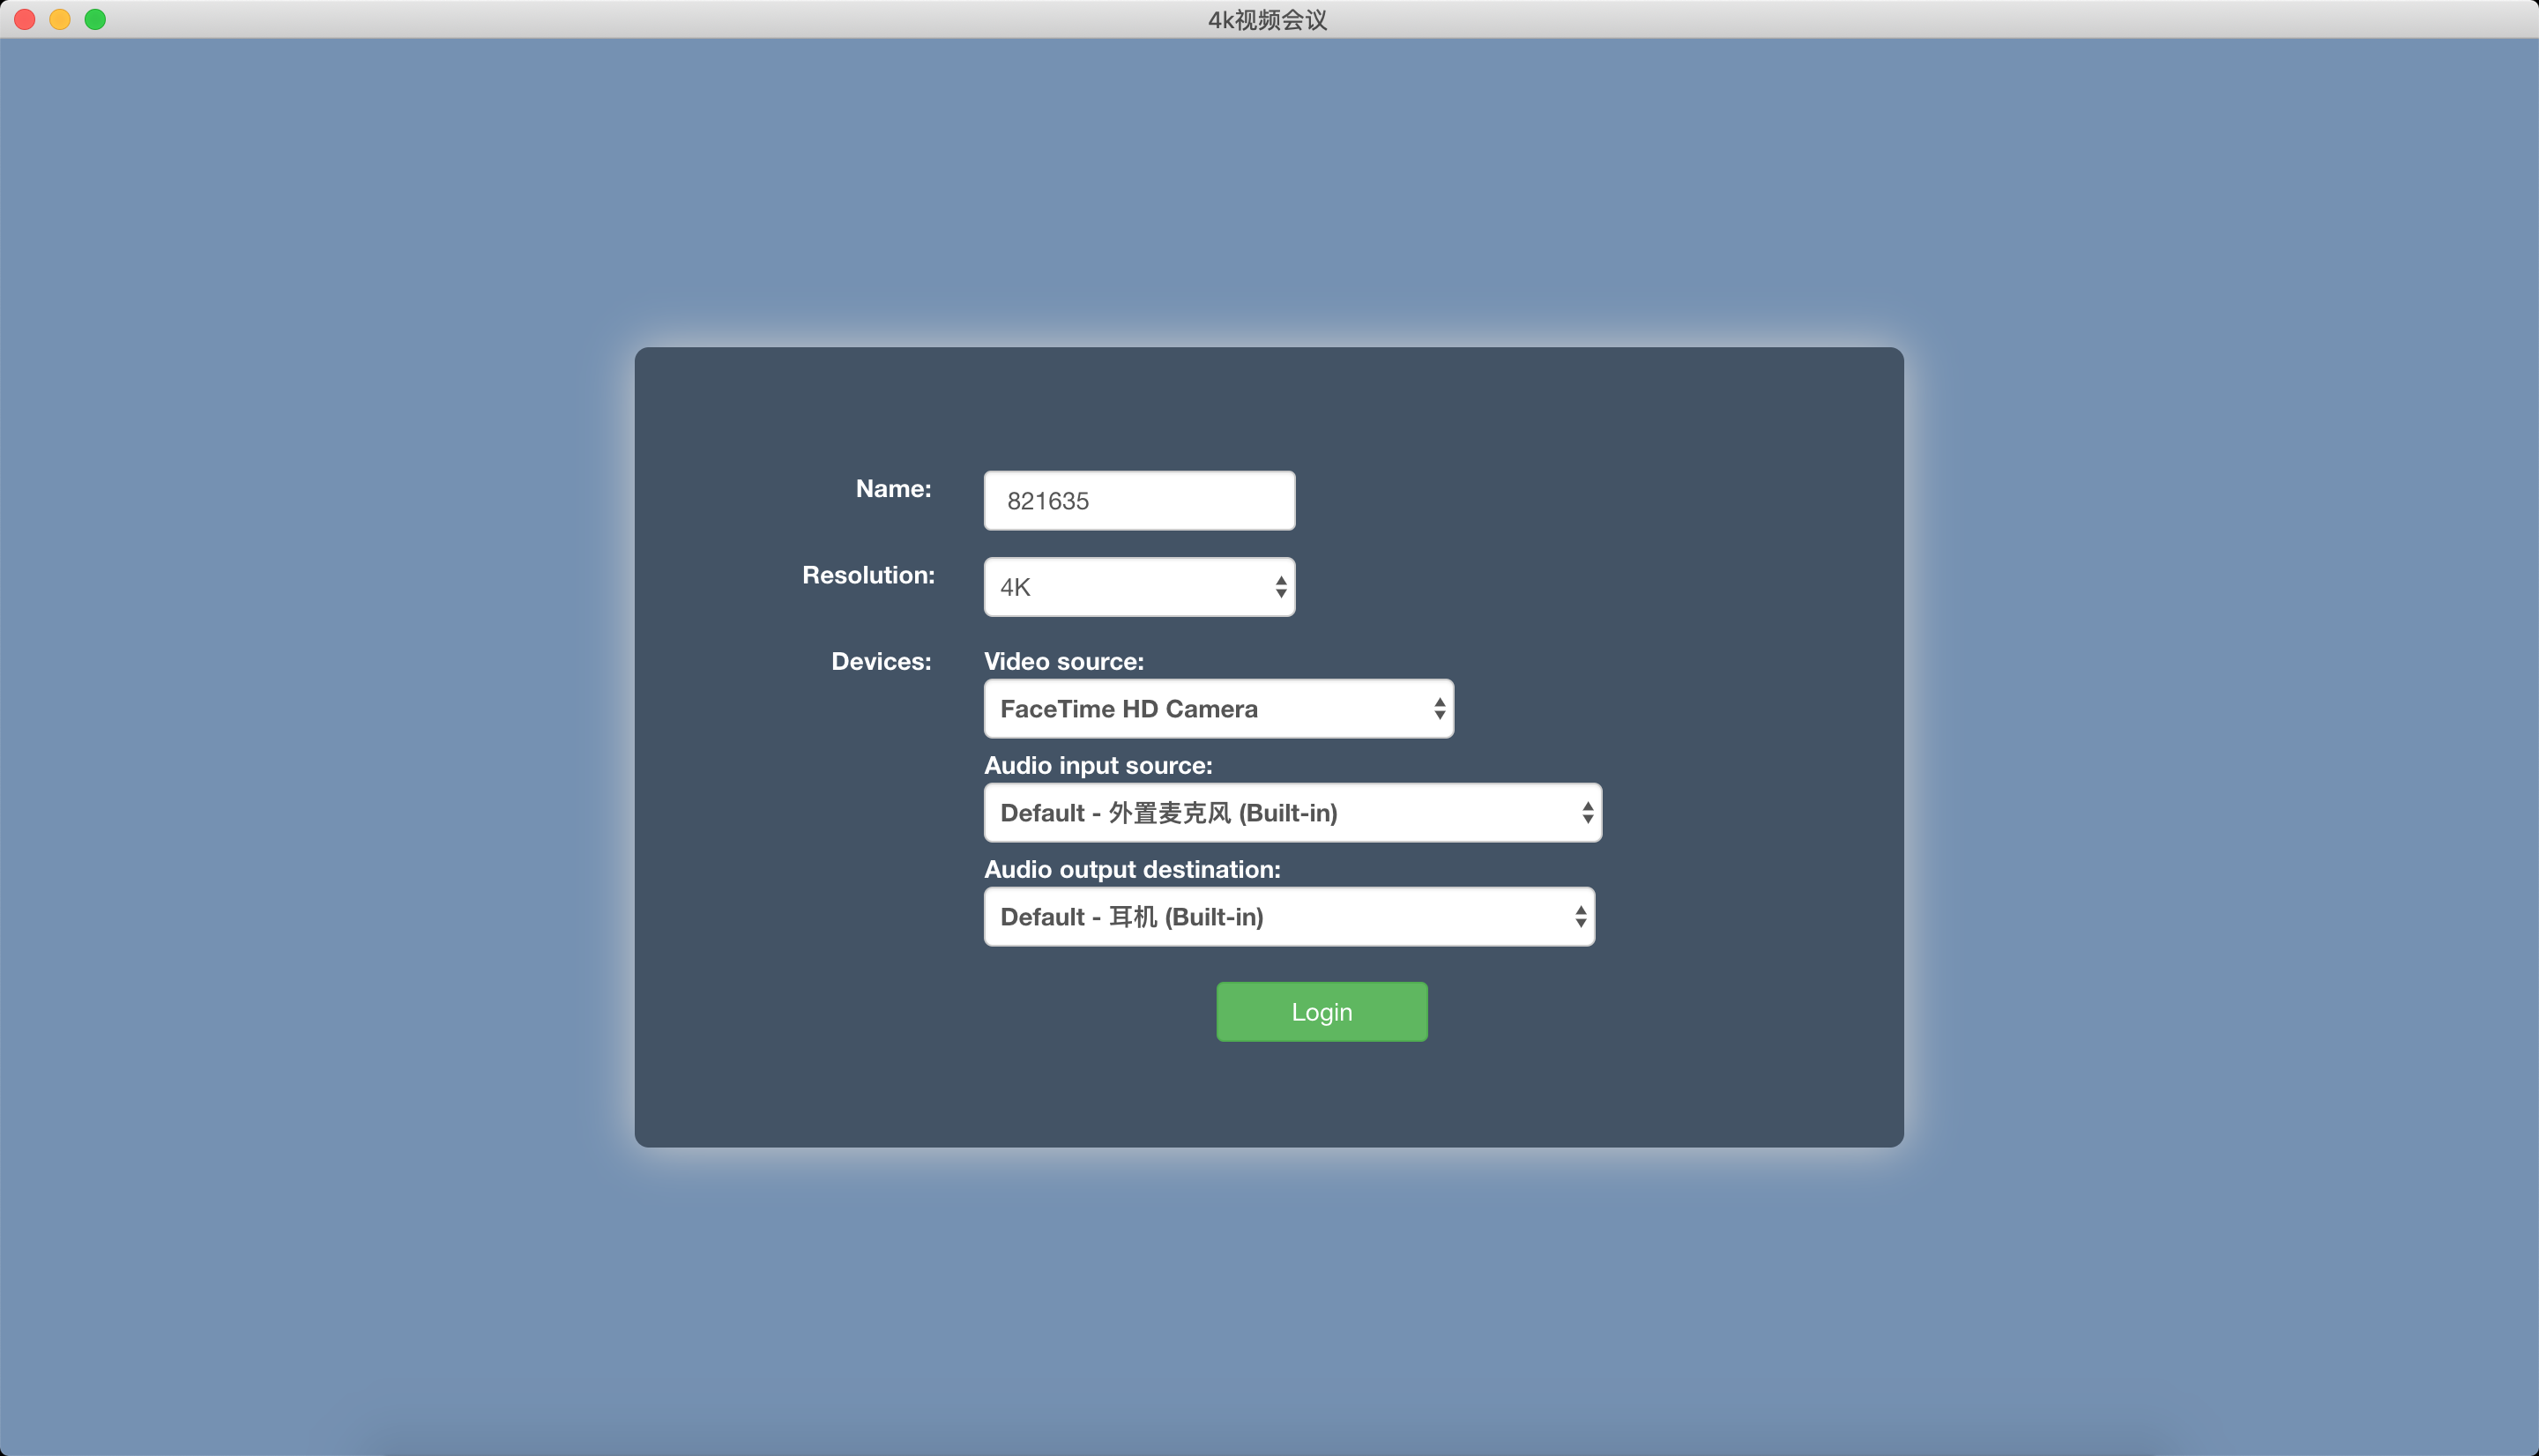 4k视频会议
Name:
821635
Resolution:
4K
Devices:
Video source:
FaceTime HD Camera
Audio input source:
Default - 外置麦克风 (Built-in)
Audio output destination:
Default - 耳机 (Built-in)
Login